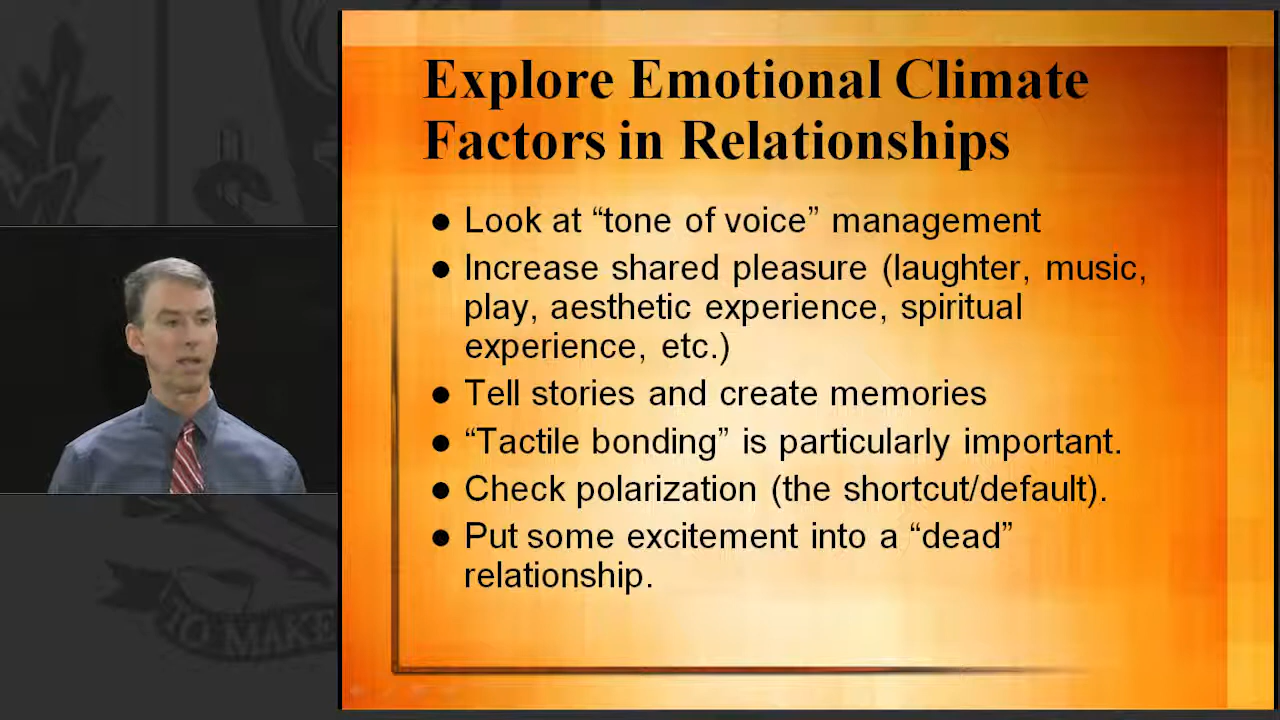 Explore Emotional Climate
Factors in Relationships
● Look at “tone of voice” management
● Increase shared pleasure (laughter, music,
play, aesthetic experience, spiritual
experience, etc.)
● Tell stories and create memories
● “Tactile bonding” is particularly important.
● Check polarization (the shortcut/default).
● Put some excitement into a “dead”
relationship.
TO MAKE